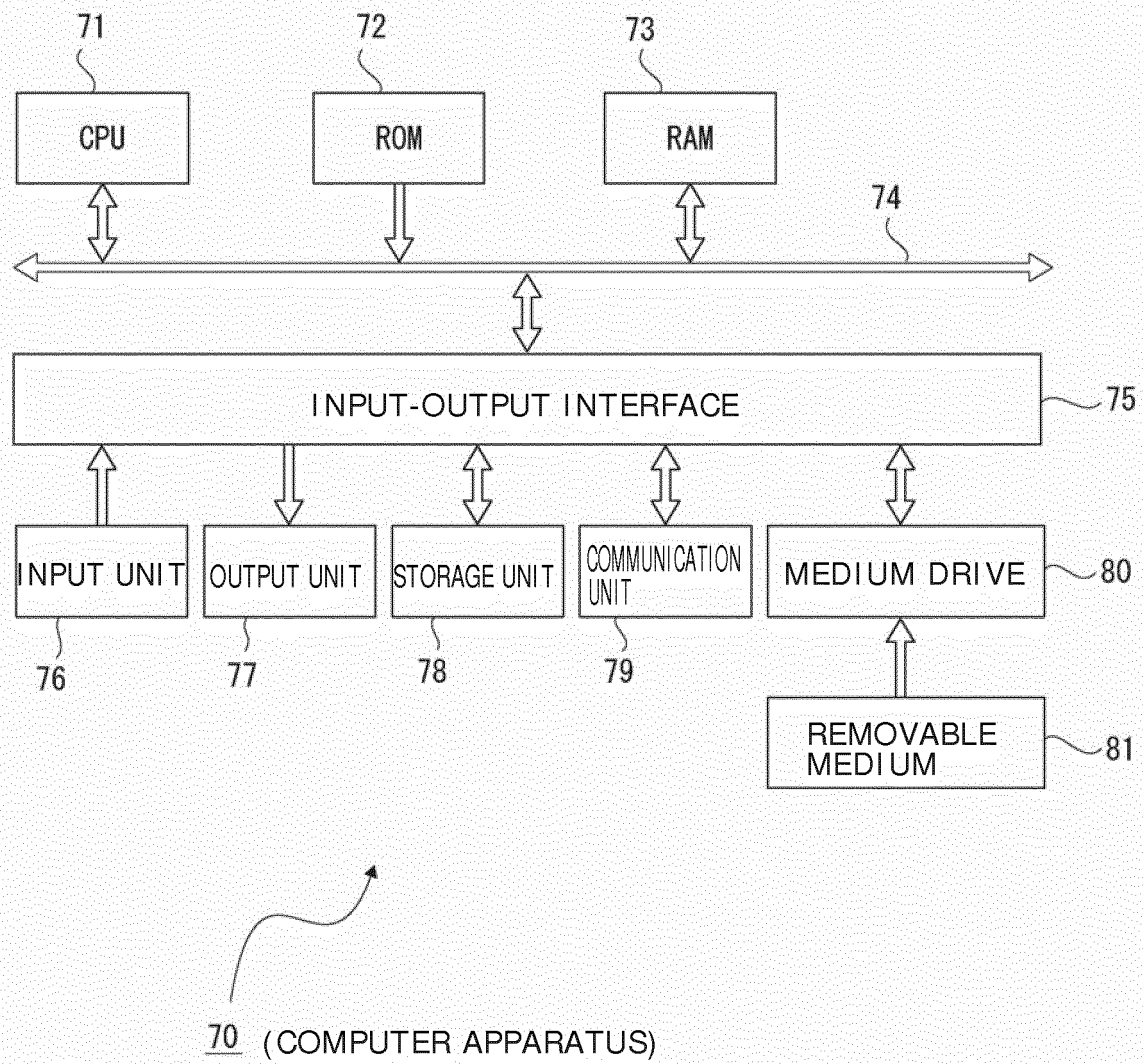 71
72
73
CPU
ROM
RAM
74
INPUT-OUTPUT INTERFACE
75
INPUT UNIT
OUTPUT UNIT
STORAGE UNIT
COMMUNICATION
UNIT
MEDIUM DRIVE
80
76
77
78
79
REMOVABLE
MEDIUM
81
70 (COMPUTER APPARATUS)